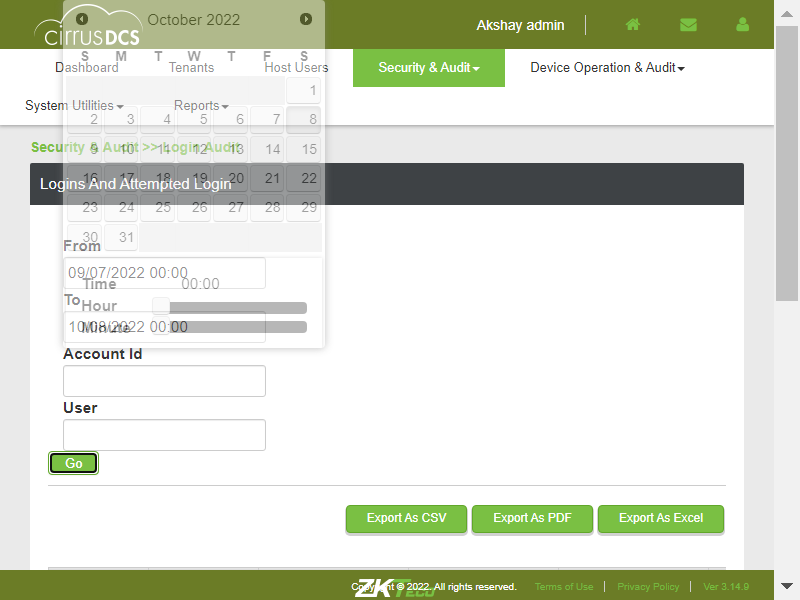 October 2022
Akshay admin
cirrusDCS
S M T W T F S
Dashboard Tenants Host Users Security & Audit Device Operation & Audit
1
System Utilities Reports
2 3 4 5 6 7 8
Security & Audit >> Login Audit
9 10 11 12 13 14 15
Logins And Attempted Login
16 17 18 19 20 21 22
23 24 25 26 27 28 29
30 31
From
09/07/2022 00:00
Time 00:00
To
Hour
10/08/2022 00:00
Minute
Account Id
User
Go
Export As CSV Export As PDF Export As Excel
ZKTeco
Copyright © 2022. All rights reserved. Terms of Use | Privacy Policy | Ver 3.14.9